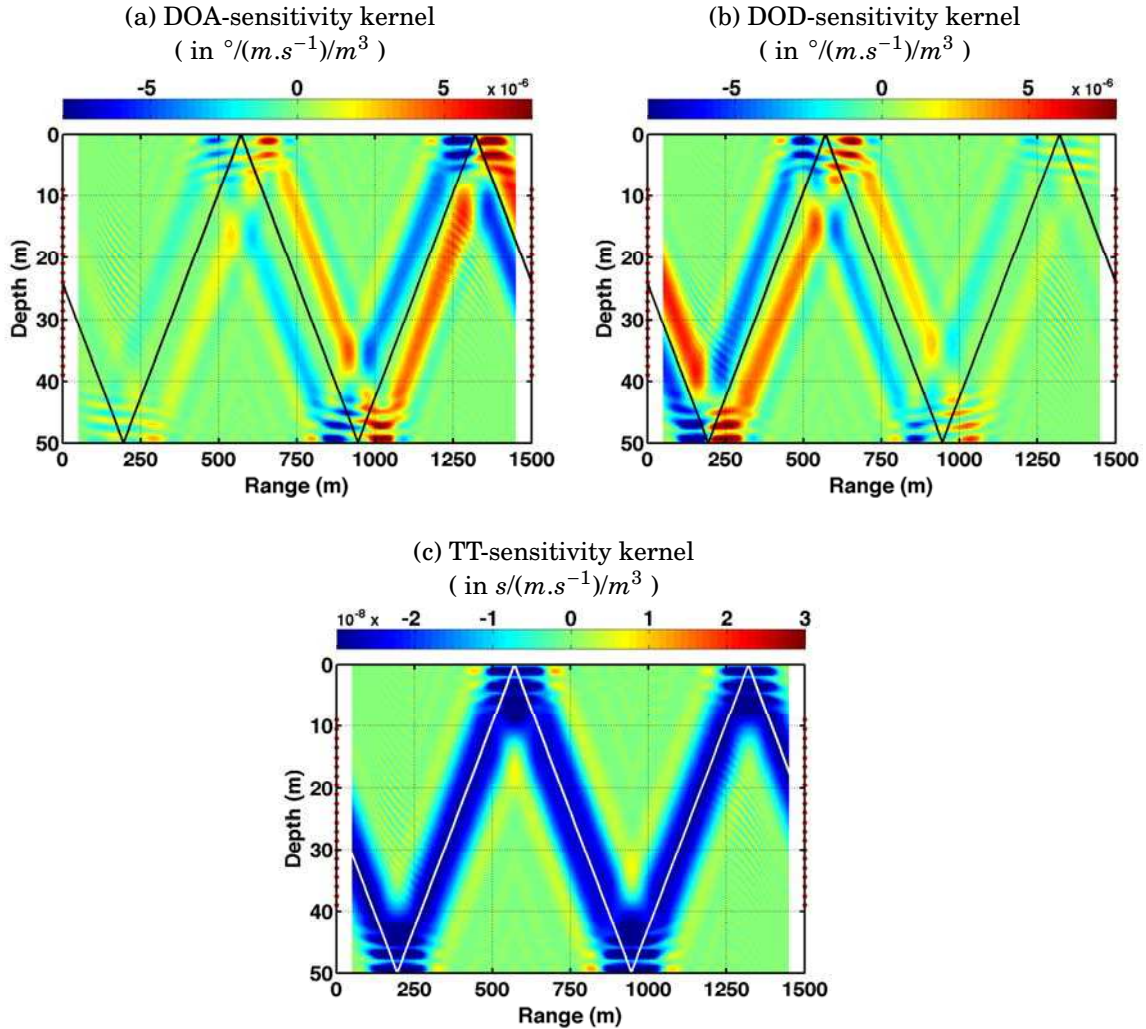 (a) DOA-sensitivity kernel
( in °/(m.s⁻¹)/m³ )
-5 0 5 x 10⁻⁶
0
10
20
30
40
50
Depth (m)
0 250 500 750 1000 1250 1500
Range (m)
(b) DOD-sensitivity kernel
( in °/(m.s⁻¹)/m³ )
-5 0 5 x 10⁻⁶
0
10
20
30
40
50
Depth (m)
0 250 500 750 1000 1250 1500
Range (m)
(c) TT-sensitivity kernel
( in s/(m.s⁻¹)/m³ )
10⁻⁸ x -2 -1 0 1 2 3
0
10
20
30
40
50
Depth (m)
0 250 500 750 1000 1250 1500
Range (m)